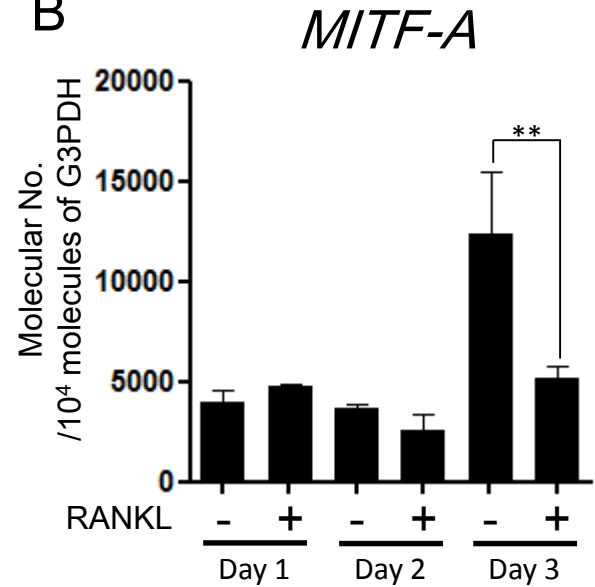 B
MITF-A
Molecular No.
/10⁴ molecules of G3PDH
20000
15000
10000
5000
0
**
RANKL - + - + - +
Day 1 Day 2 Day 3